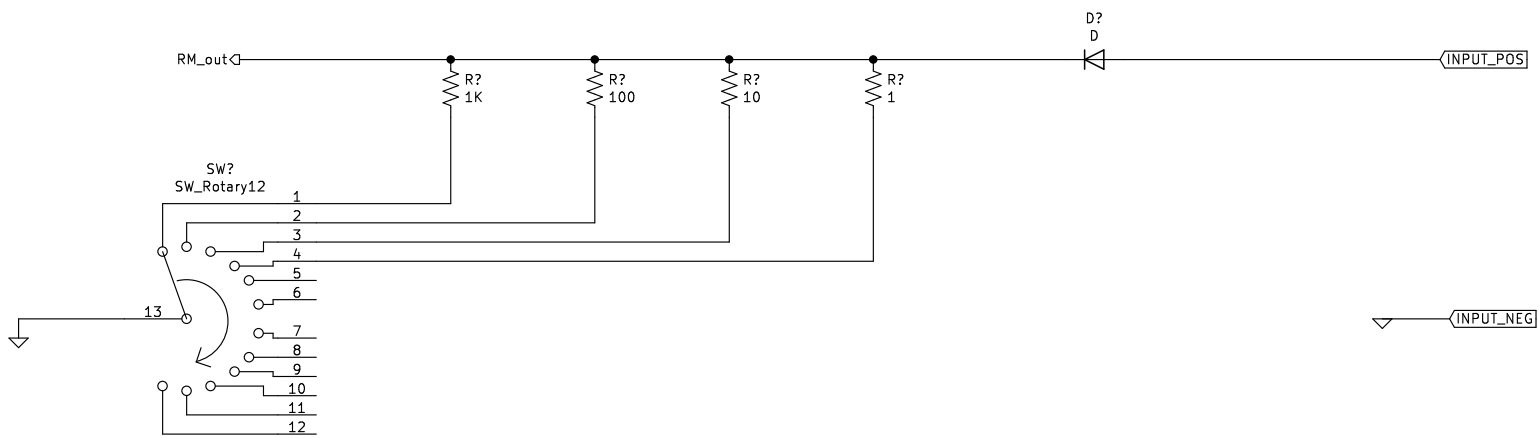 D?
D
RM_out
INPUT_POS
R?
1K
R?
100
R?
10
R?
1
SW?
SW_Rotary12
1
2
3
4
5
6
13
INPUT_NEG
7
8
9
10
11
12